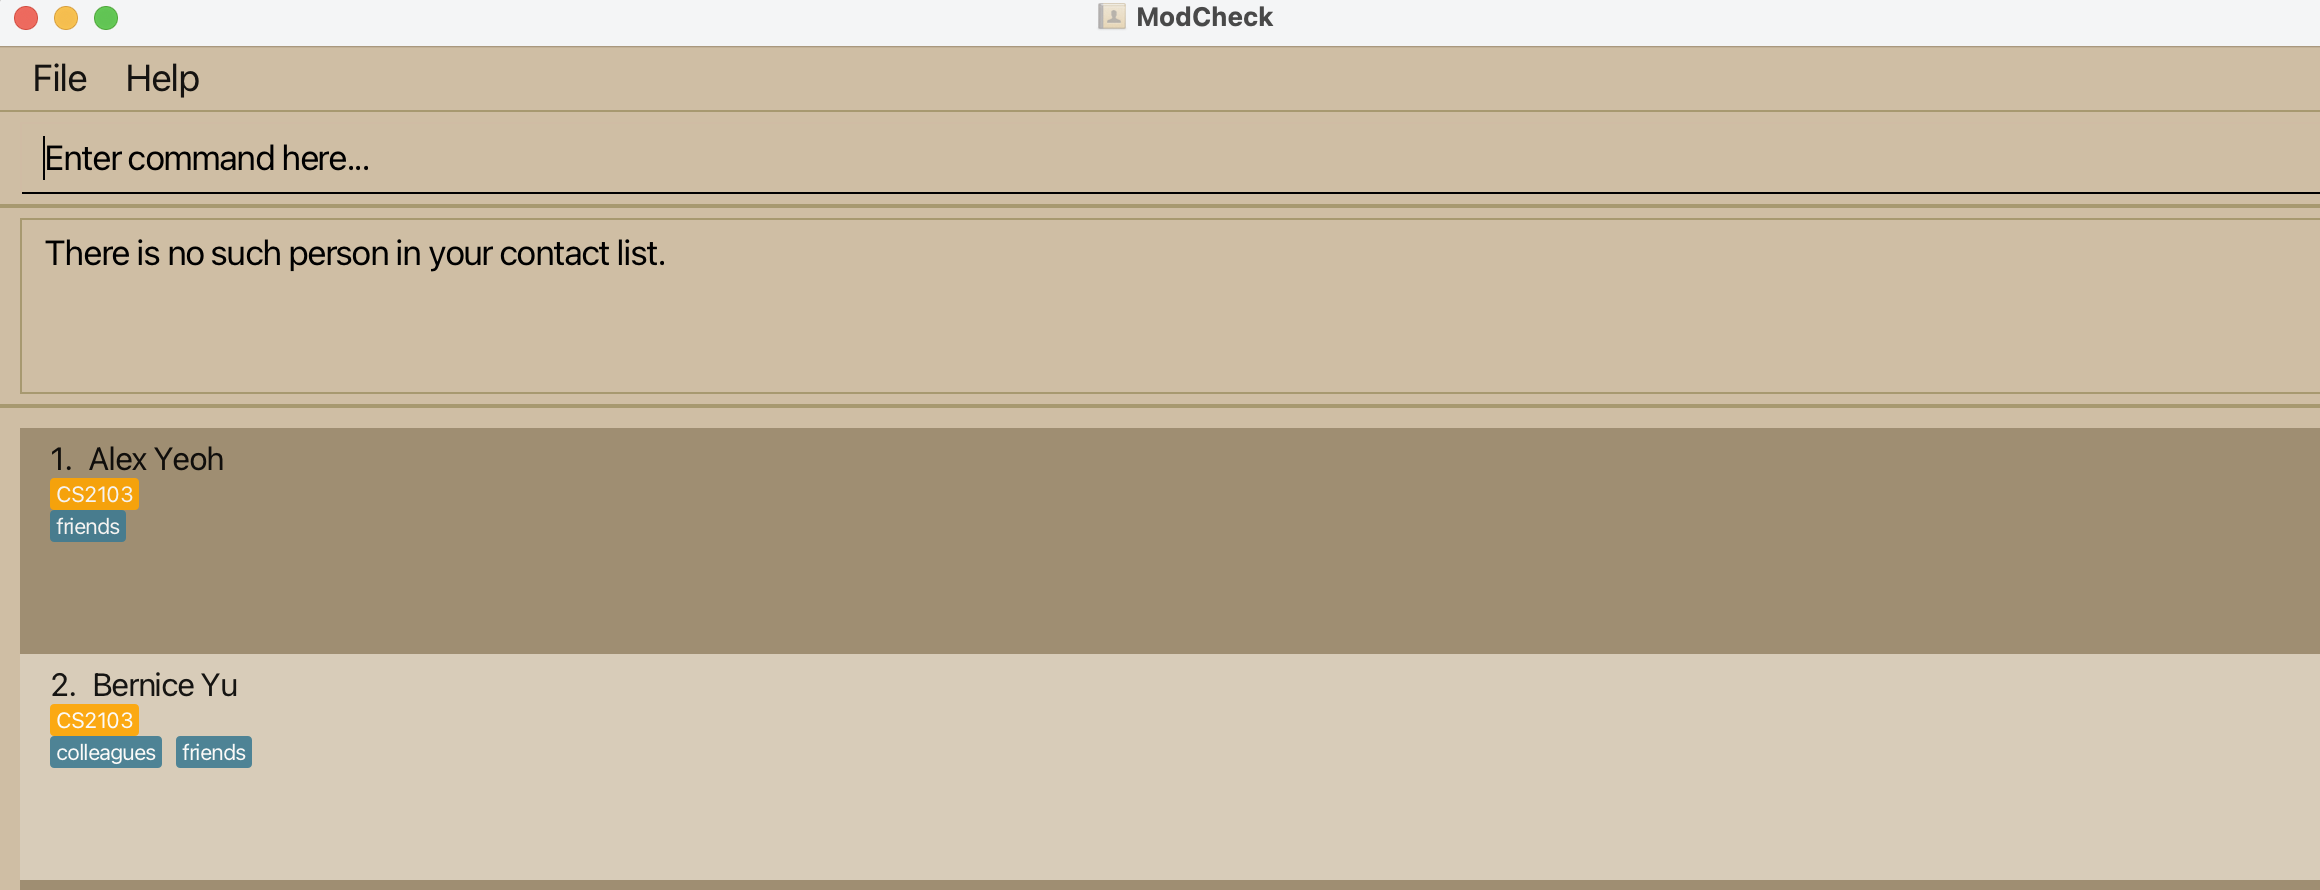 ModCheck
File Help
Enter command here...
There is no such person in your contact list.
1. Alex Yeoh
CS2103
friends
2. Bernice Yu
CS2103
colleagues friends